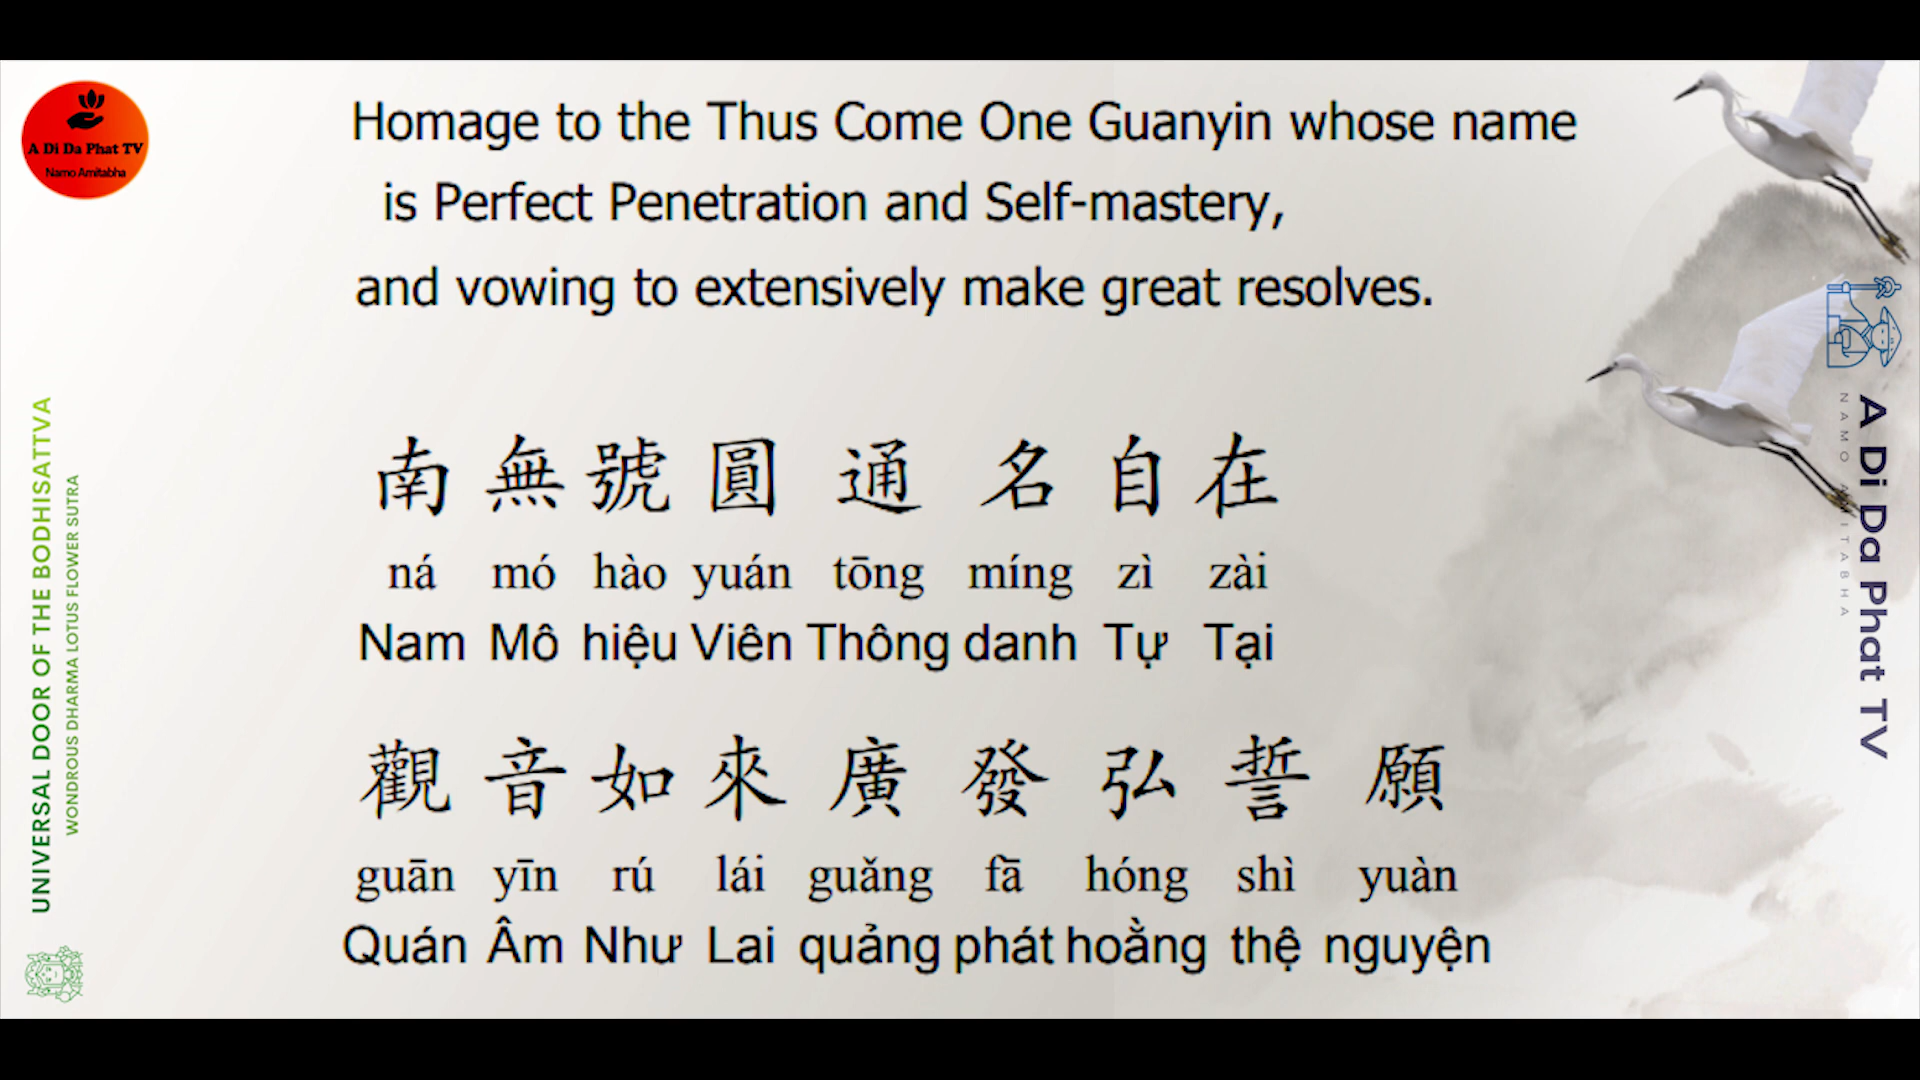 A Di Da Phat TV
Namo Amitabha
Homage to the Thus Come One Guanyin whose name
is Perfect Penetration and Self-mastery,
and vowing to extensively make great resolves.
南 無 號 圓 通 名 自 在
ná mó hào yuán tōng míng zì zài
Nam Mô hiệu Viên Thông danh Tự Tại
觀 音 如 來 廣 發 弘 誓 願
guān yīn rú lái guǎng fā hóng shì yuàn
Quán Âm Như Lai quảng phát hoằng thệ nguyện
UNIVERSAL DOOR OF THE BODHISATTVA
WONDROUS DHARMA LOTUS FLOWER SUTRA
A Di Da Phat TV
NAMO AMITABHA